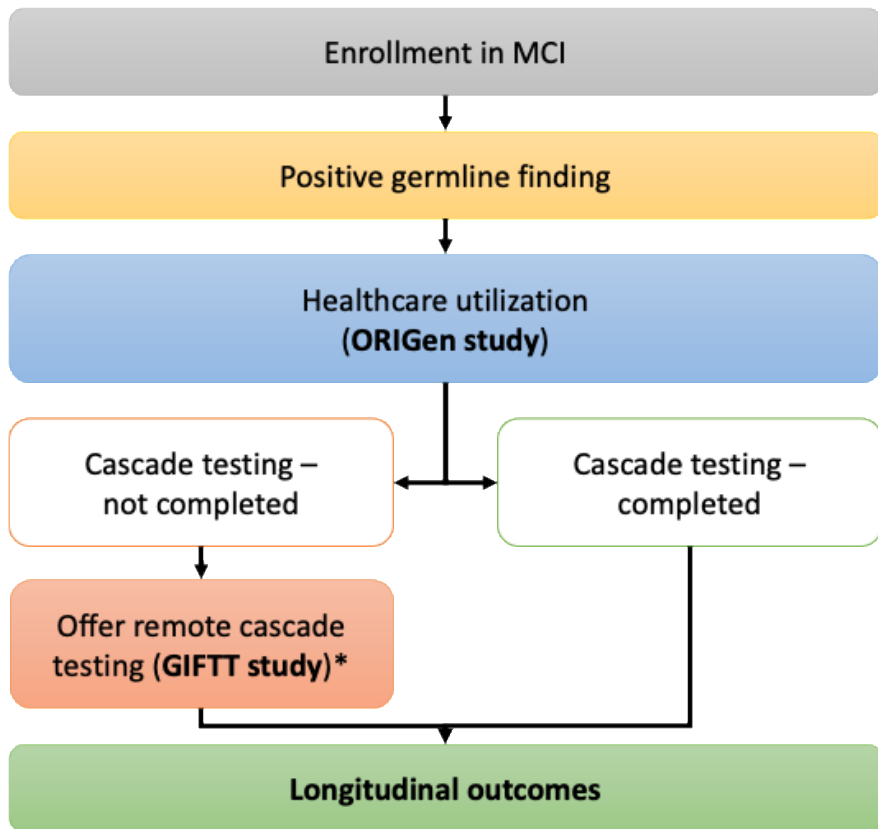 Enrollment in MCI
Positive germline finding
Healthcare utilization
(ORIGen study)
Cascade testing –
not completed
Cascade testing –
completed
Offer remote cascade
testing (GIFTT study)*
Longitudinal outcomes